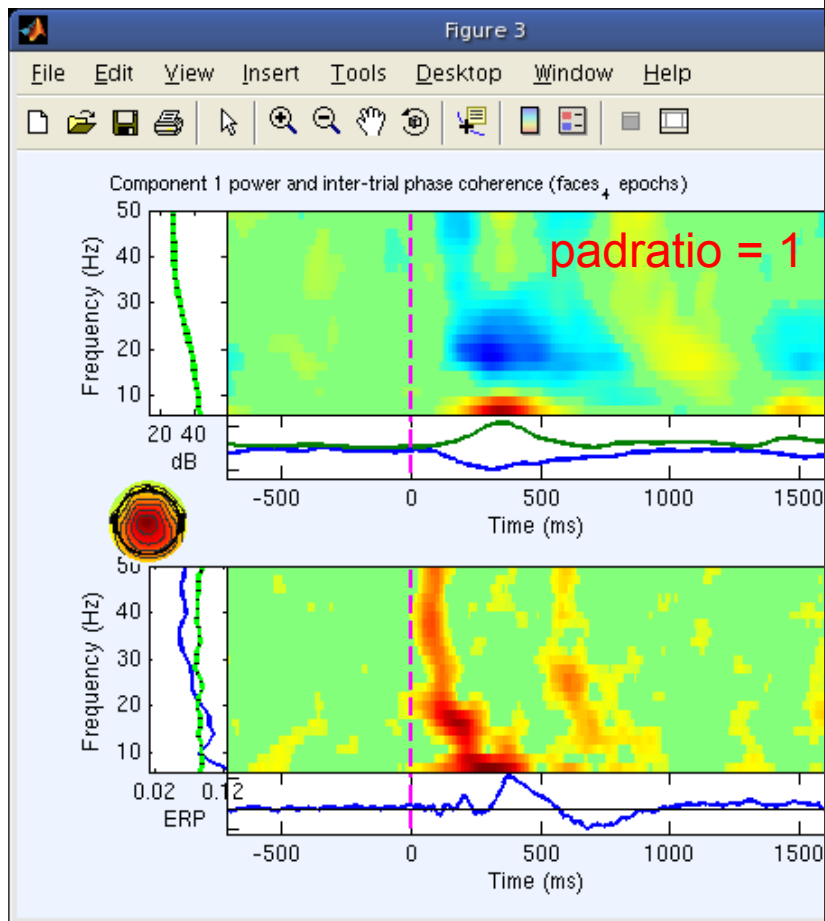 Figure 3
File Edit View Insert Tools Desktop Window Help
Component 1 power and inter-trial phase coherence (faces4 epochs)
padratio = 1
Frequency (Hz)
50
40
30
20
10
20 40
dB
-500 0 500 1000 1500
Time (ms)
Frequency (Hz)
50
40
30
20
10
0.02 0.12
ERP
-500 0 500 1000 1500
Time (ms)